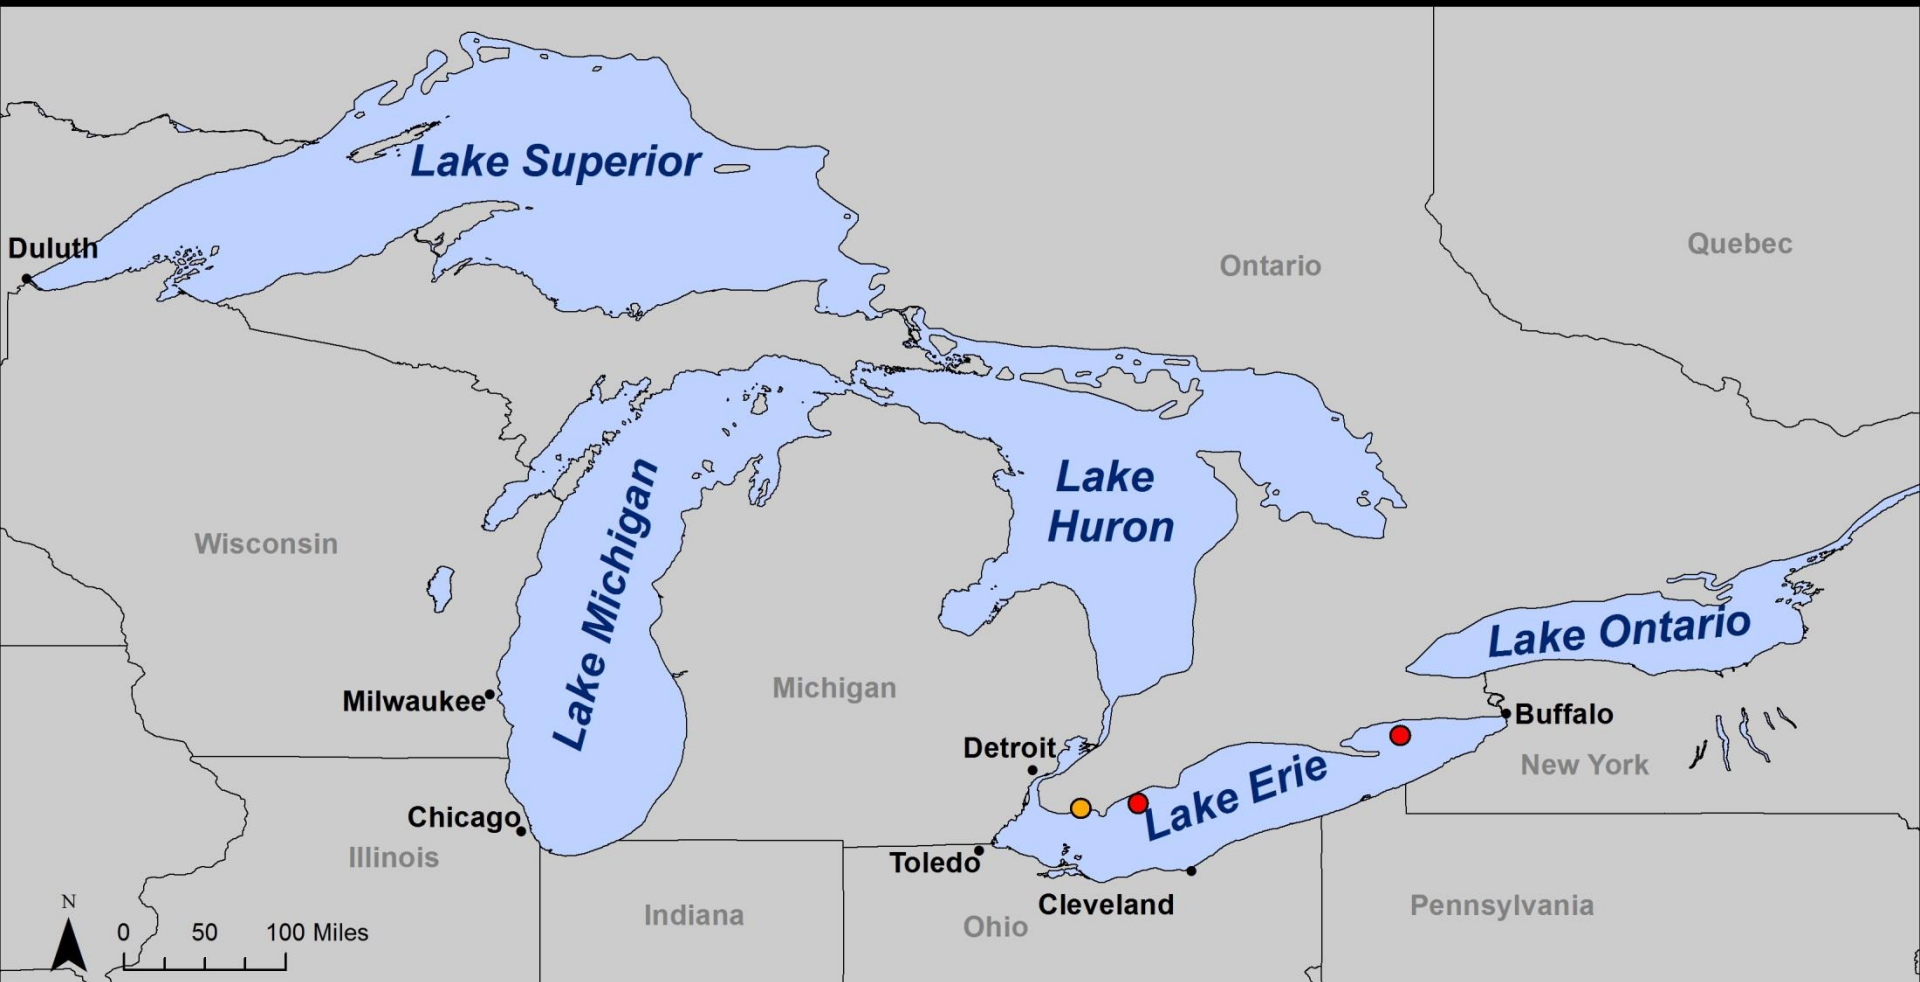 Lake Superior
Duluth
Quebec
Ontario
Lake
Huron
Lake Michigan
Wisconsin
Lake Ontario
Michigan
Milwaukee
Buffalo
Detroit
New York
Lake Erie
Chicago
Illinois
Toledo
Cleveland
Indiana
Ohio
Pennsylvania
N
0 50 100 Miles